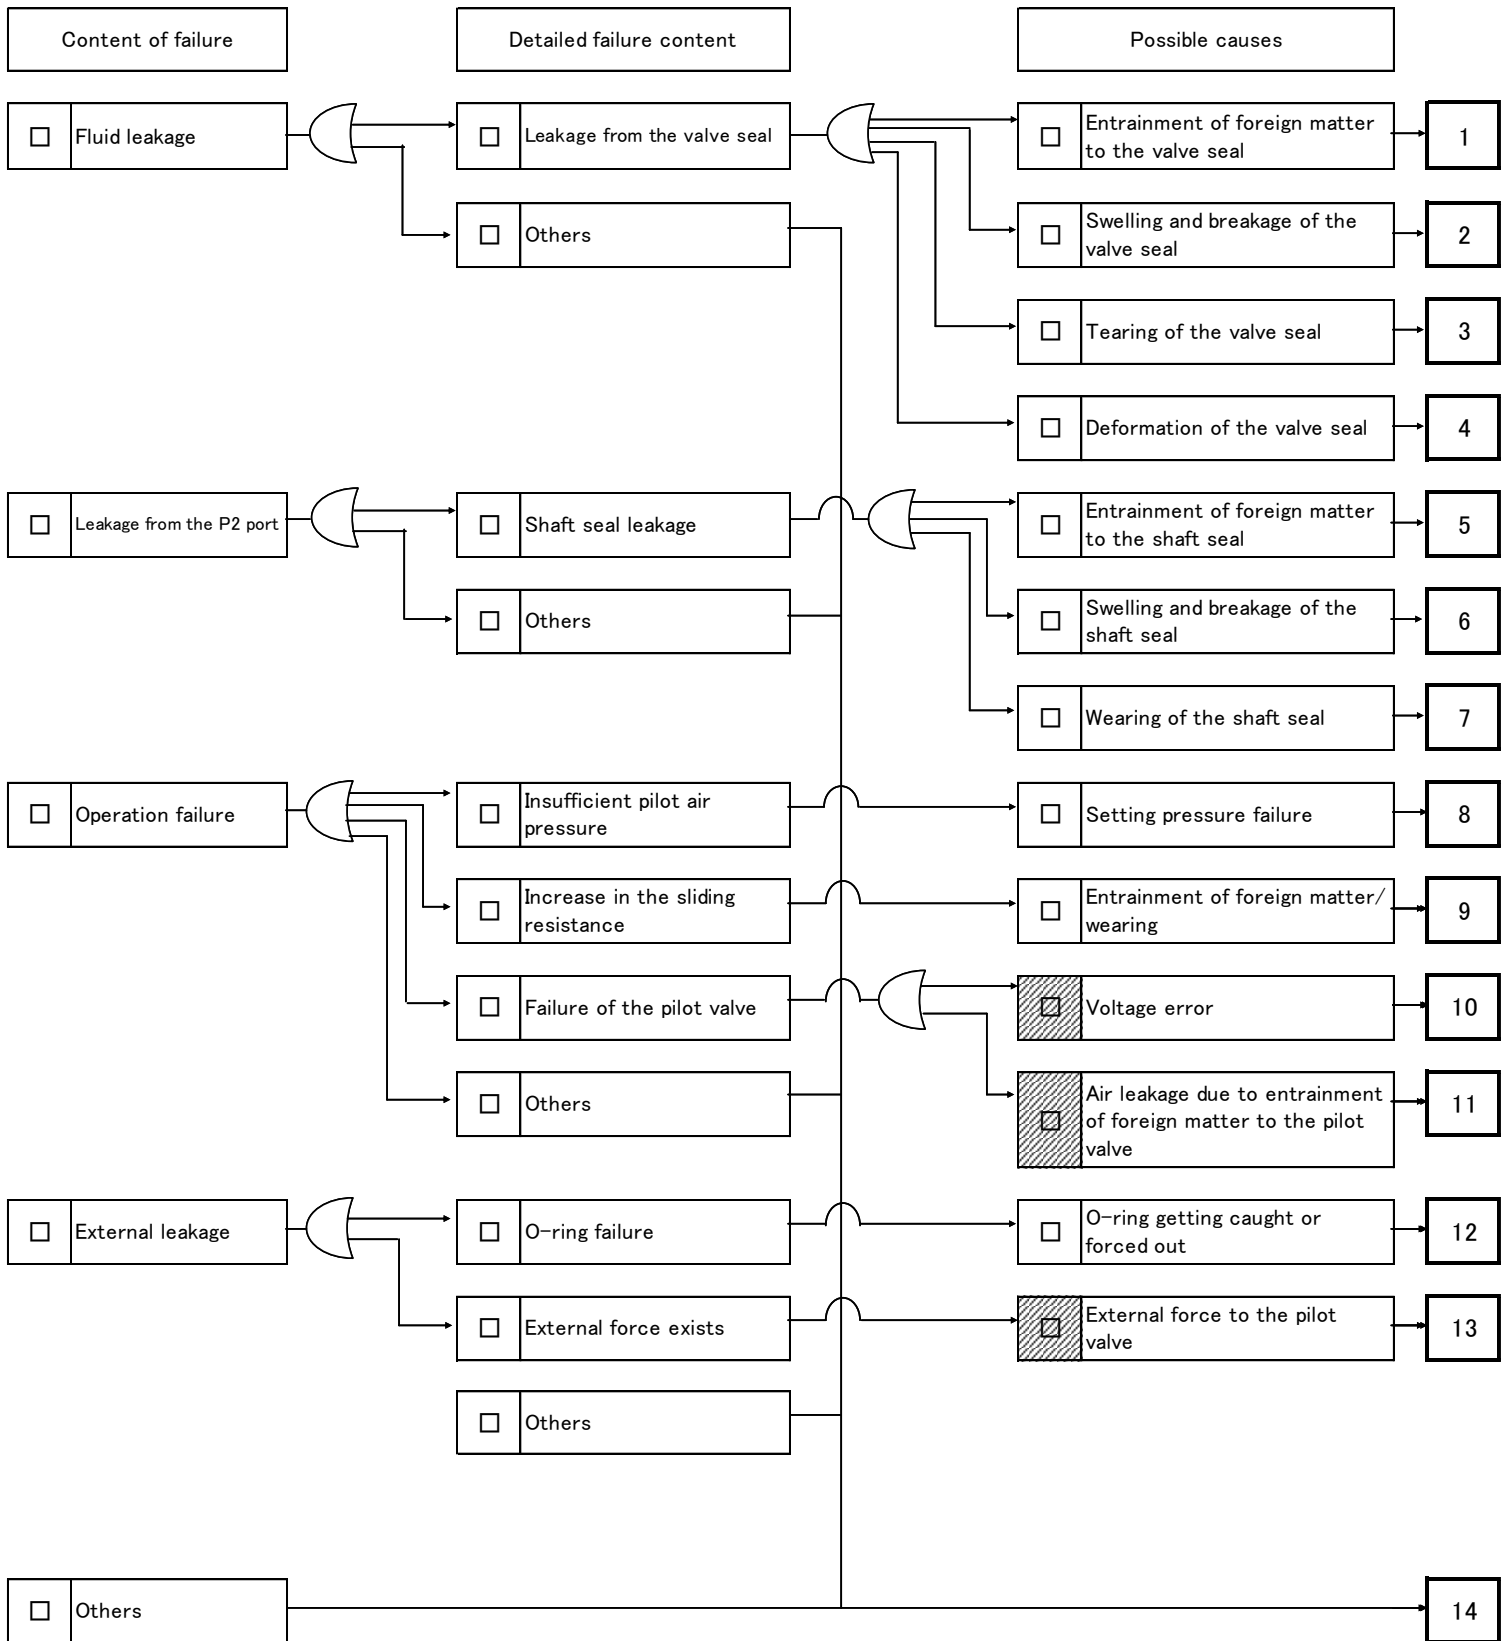 Content of failure
Detailed failure content
Possible causes
Fluid leakage
Leakage from the valve seal
Entrainment of foreign matter
to the valve seal
1
Others
Swelling and breakage of the
valve seal
2
Tearing of the valve seal
3
Deformation of the valve seal
4
Leakage from the P2 port
Shaft seal leakage
Entrainment of foreign matter
to the shaft seal
5
Others
Swelling and breakage of the
shaft seal
6
Wearing of the shaft seal
7
Operation failure
Insufficient pilot air
pressure
Setting pressure failure
8
Increase in the sliding
resistance
Entrainment of foreign matter/
wearing
9
Failure of the pilot valve
Voltage error
10
Others
Air leakage due to entrainment
of foreign matter to the pilot
valve
11
External leakage
O-ring failure
O-ring getting caught or
forced out
12
External force exists
External force to the pilot
valve
13
Others
Others
14